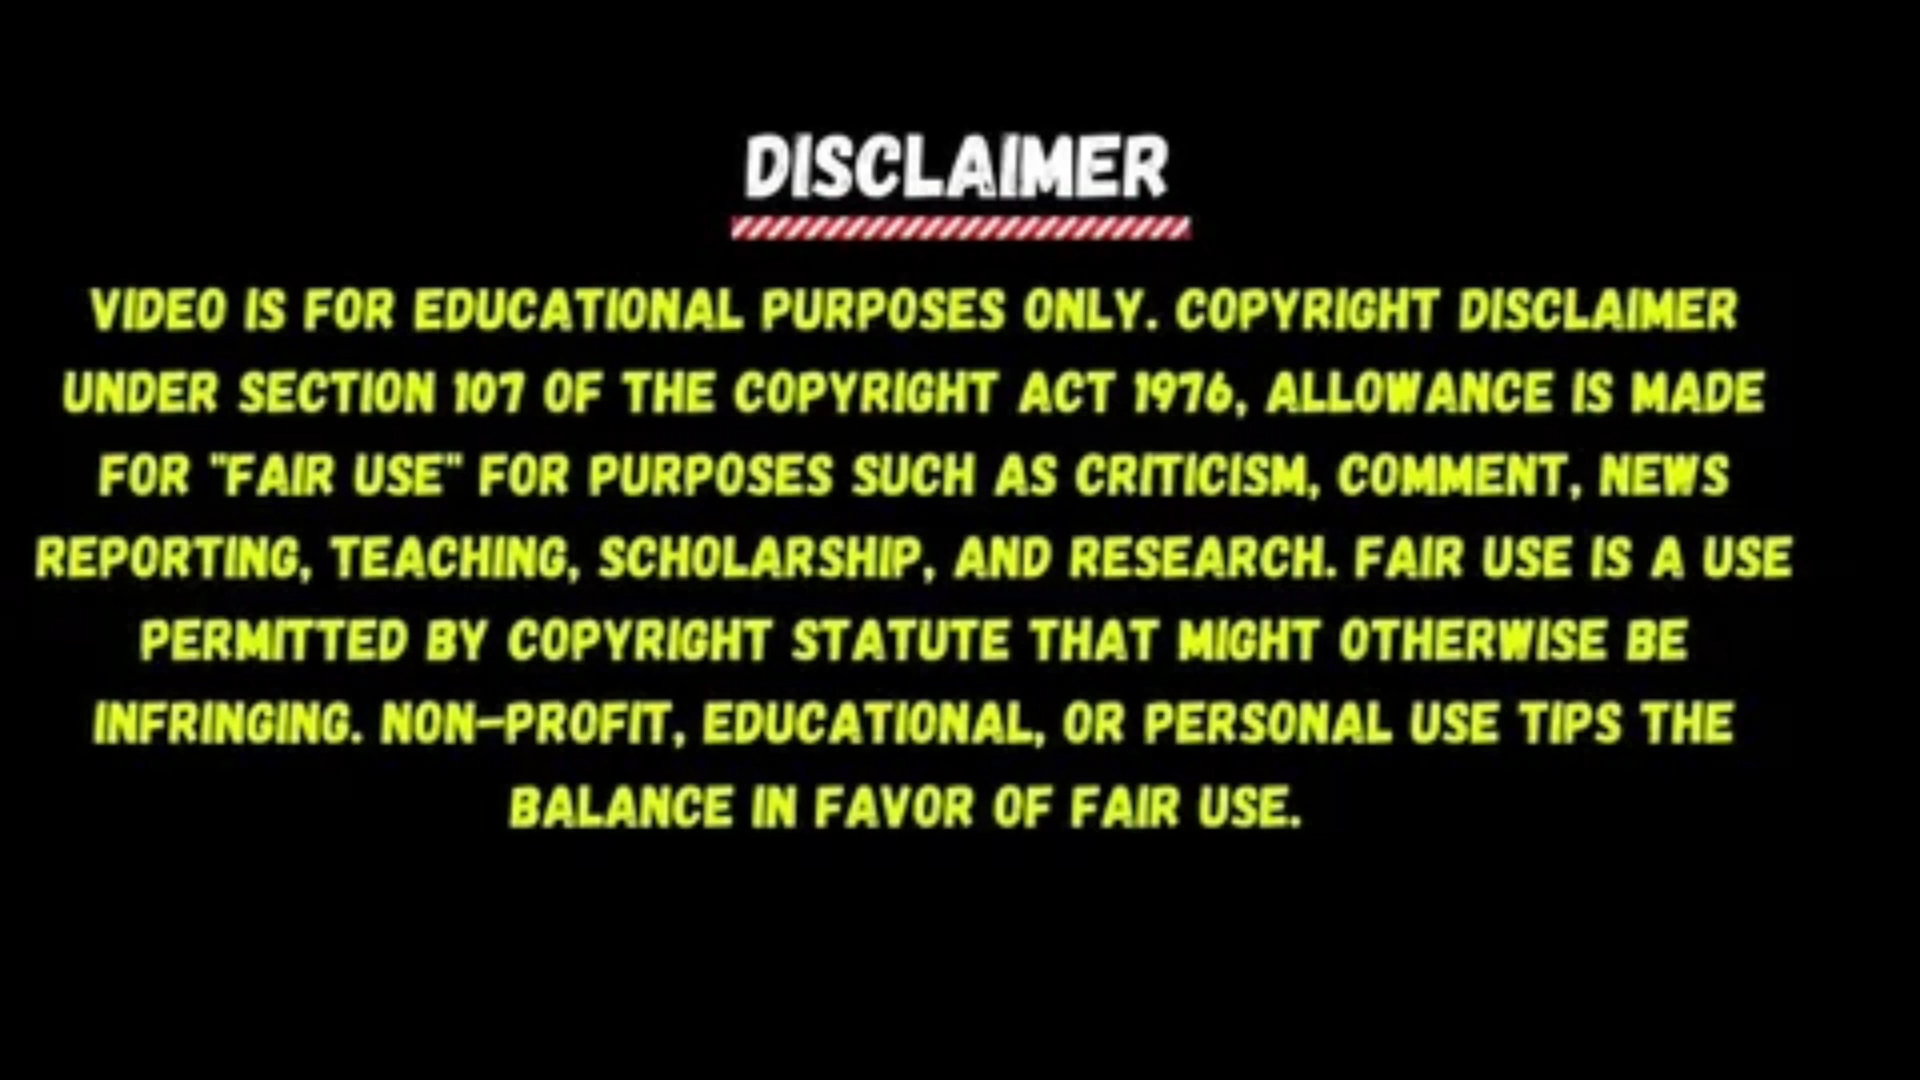 DISCLAIMER
VIDEO IS FOR EDUCATIONAL PURPOSES ONLY. COPYRIGHT DISCLAIMER
UNDER SECTION 107 OF THE COPYRIGHT ACT 1976, ALLOWANCE IS MADE
FOR "FAIR USE" FOR PURPOSES SUCH AS CRITICISM, COMMENT, NEWS
REPORTING, TEACHING, SCHOLARSHIP, AND RESEARCH. FAIR USE IS A USE
PERMITTED BY COPYRIGHT STATUTE THAT MIGHT OTHERWISE BE
INFRINGING. NON-PROFIT, EDUCATIONAL, OR PERSONAL USE TIPS THE
BALANCE IN FAVOR OF FAIR USE.